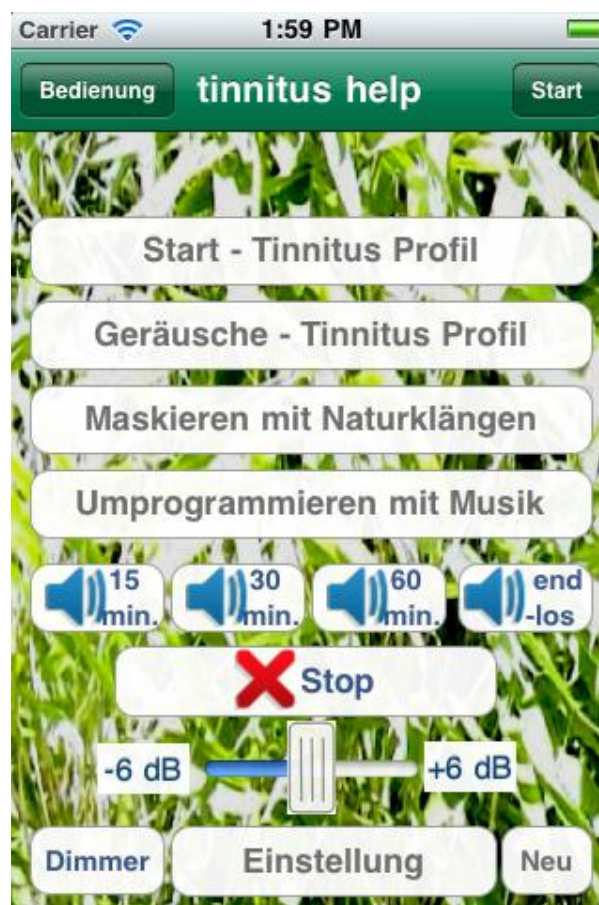 Carrier 1:59 PM
Bedienung tinnitus help Start
Start - Tinnitus Profil
Geräusche - Tinnitus Profil
Maskieren mit Naturklängen
Umprogrammieren mit Musik
15 min.
30 min.
60 min.
end -los
Stop
-6 dB +6 dB
Dimmer Einstellung Neu